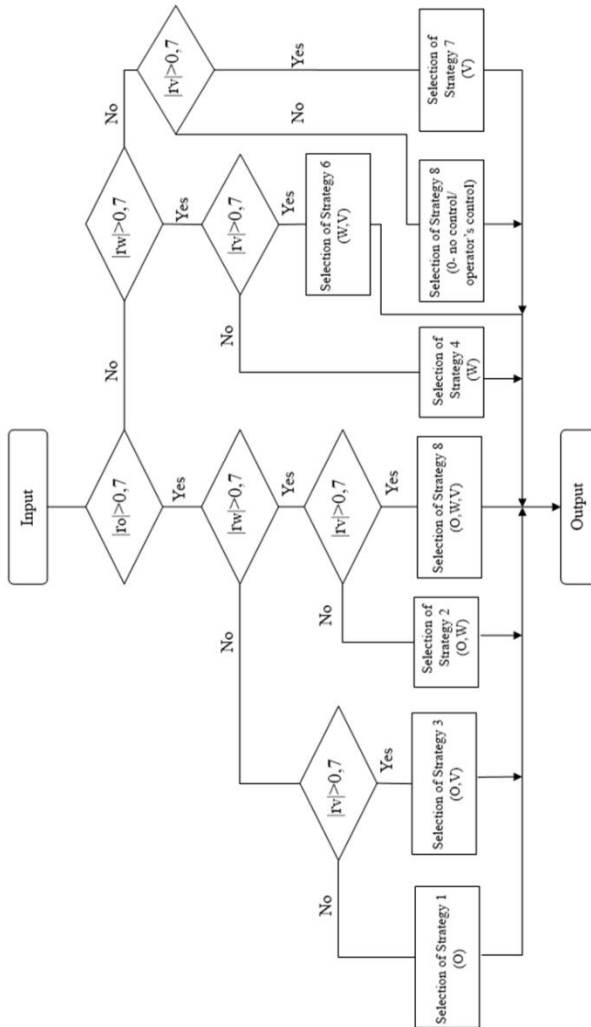 Input
|ro|>0,7
No
|rw|>0,7
No
|rv|>0,7
Yes
Yes
No
Yes
|rw|>0,7
|rv|>0,7
No
Yes
No
Yes
|rv|>0,7
|rv|>0,7
No
Yes
No
Yes
Selection of Strategy 6
(W,V)
Selection of Strategy 1
(O)
Selection of Strategy 3
(O,V)
Selection of
Strategy 2
(O,W)
Selection of Strategy 8
(O,W,V)
Selection of
Strategy 4
(W)
Selection of Strategy 8
(0- no control/
operator's control)
Selection of
Strategy 7
(V)
Output